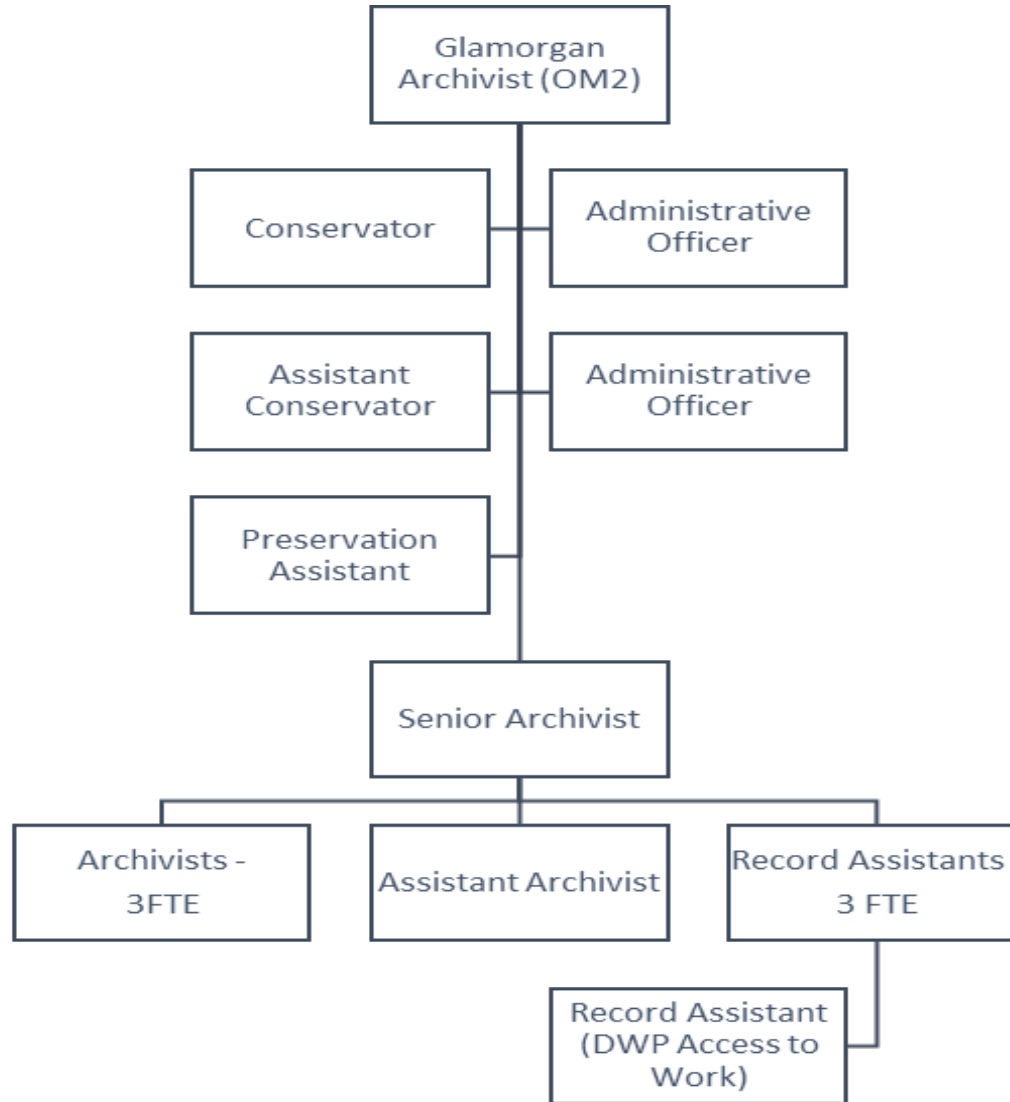 Glamorgan
Archivist (OM2)
Conservator
Administrative
Officer
Assistant
Conservator
Administrative
Officer
Preservation
Assistant
Senior Archivist
Archivists -
3FTE
Assistant Archivist
Record Assistants
3 FTE
Record Assistant
(DWP Access to
Work)